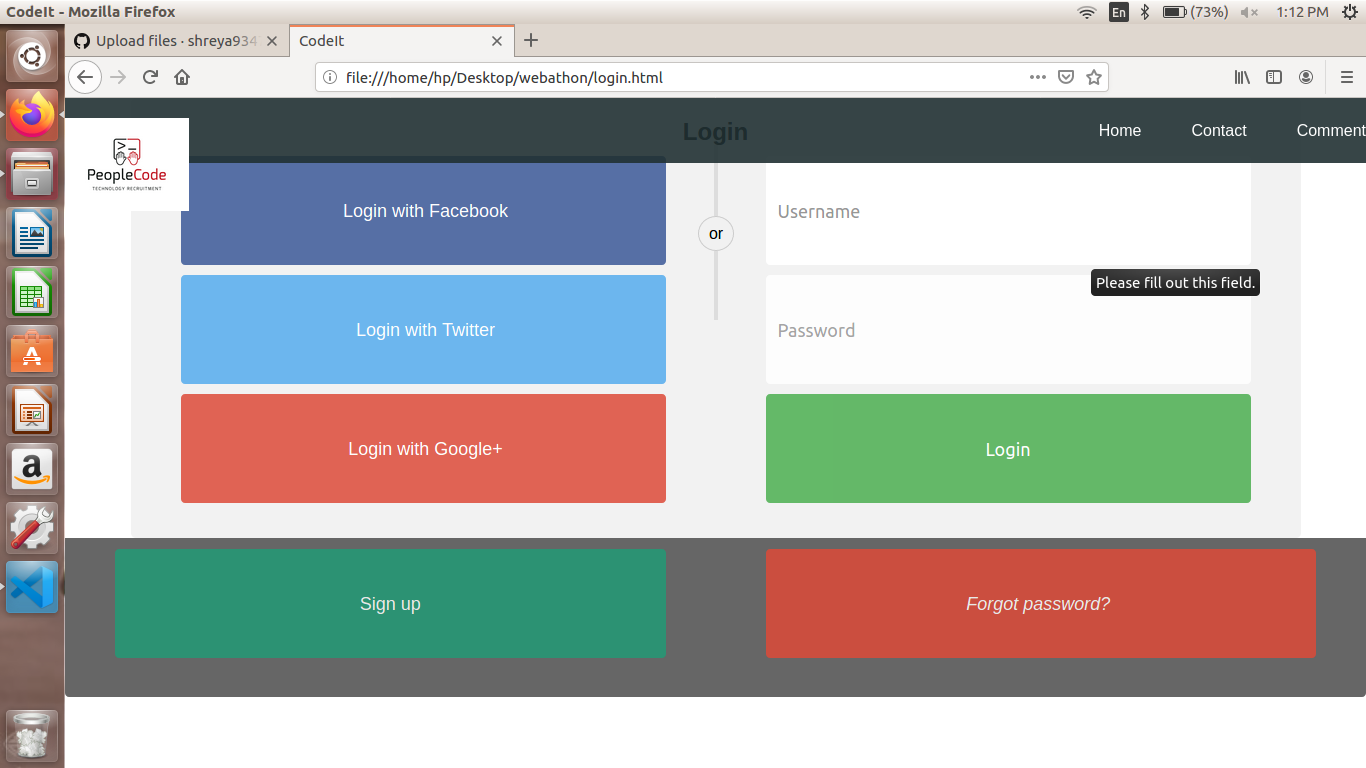 CodeIt - Mozilla Firefox
En
(73%)
1:12 PM
Upload files · shreya934
CodeIt
file:///home/hp/Desktop/webathon/login.html
Login
Home
Contact
Comment
PeopleCode
TECHNOLOGY RECRUITMENT
Login with Facebook
or
Username
Please fill out this field.
Login with Twitter
Password
Login with Google+
Login
Sign up
Forgot password?